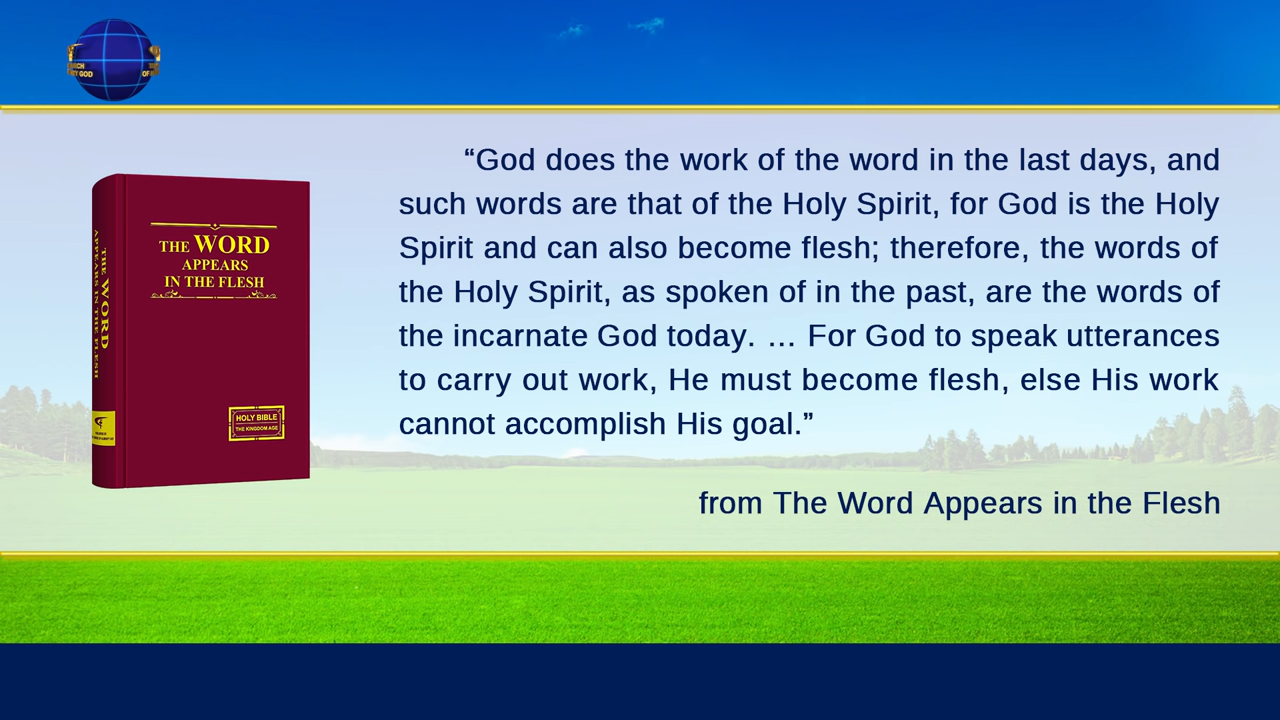 RCH
TY GOD
OF
“God does the work of the word in the last days, and
such words are that of the Holy Spirit, for God is the Holy
Spirit and can also become flesh; therefore, the words of
the Holy Spirit, as spoken of in the past, are the words of
the incarnate God today. … For God to speak utterances
to carry out work, He must become flesh, else His work
cannot accomplish His goal.”
from The Word Appears in the Flesh
THE WORD
APPEARS
IN THE FLESH
HOLY BIBLE
THE KINGDOM AGE
THE WORD
APPEARS IN THE FLESH